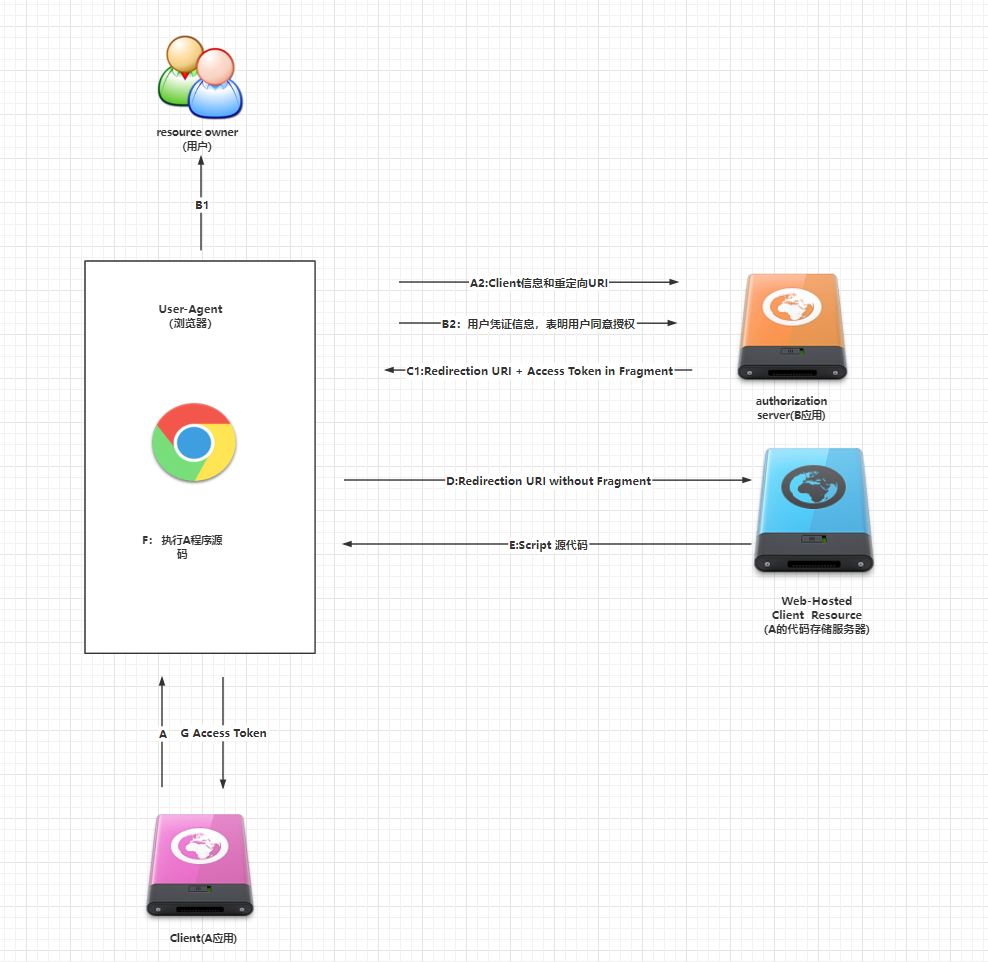 resource owner
(用户)
B1
User-Agent
(浏览器)
A2:Client信息和重定向URI
B2：用户凭证信息，表明用户同意授权
C1:Redirection URI + Access Token in Fragment
authorization
server(B应用)
D:Redirection URI without Fragment
F： 执行A程序源
码
E:Script 源代码
Web-Hosted
Client Resource
(A的代码存储服务器)
A
G Access Token
Client(A应用)